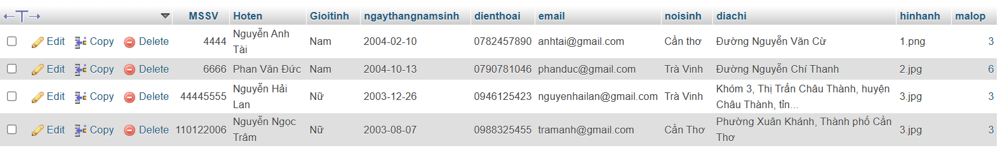 MSSV Hoten Gioitinh ngaythangnamsinh dienthoai email noisinh diachi hinhanh malop
Edit Copy Delete 4444 Nguyễn Anh Tài Nam 2004-02-10 0782457890 anhtai@gmail.com Cần thơ Đường Nguyễn Văn Cừ 1.png 3
Edit Copy Delete 6666 Phan Văn Đức Nam 2004-10-13 0790781046 phanduc@gmail.com Trà Vinh Đường Nguyễn Chí Thanh 2.jpg 6
Edit Copy Delete 44445555 Nguyễn Hải Lan Nữ 2003-12-26 0946125423 nguyenhailan@gmail.com Trà Vinh Khóm 3, Thị Trấn Châu Thành, huyện Châu Thành, tỉn... 3.jpg 3
Edit Copy Delete 110122006 Nguyễn Ngọc Trâm Nữ 2003-08-07 0988325455 tramanh@gmail.com Cần Thơ Phường Xuân Khánh, Thành phố Cần Thơ 3.jpg 3